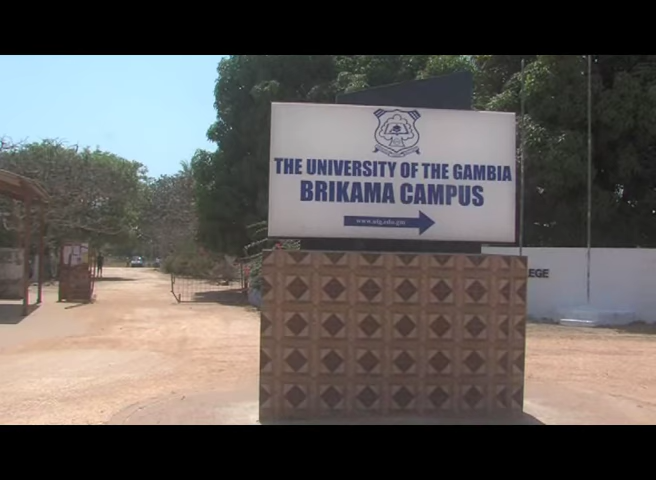 THE UNIVERSITY OF THE GAMBIA
BRIKAMA CAMPUS
www.utg.edu.gm
EGE